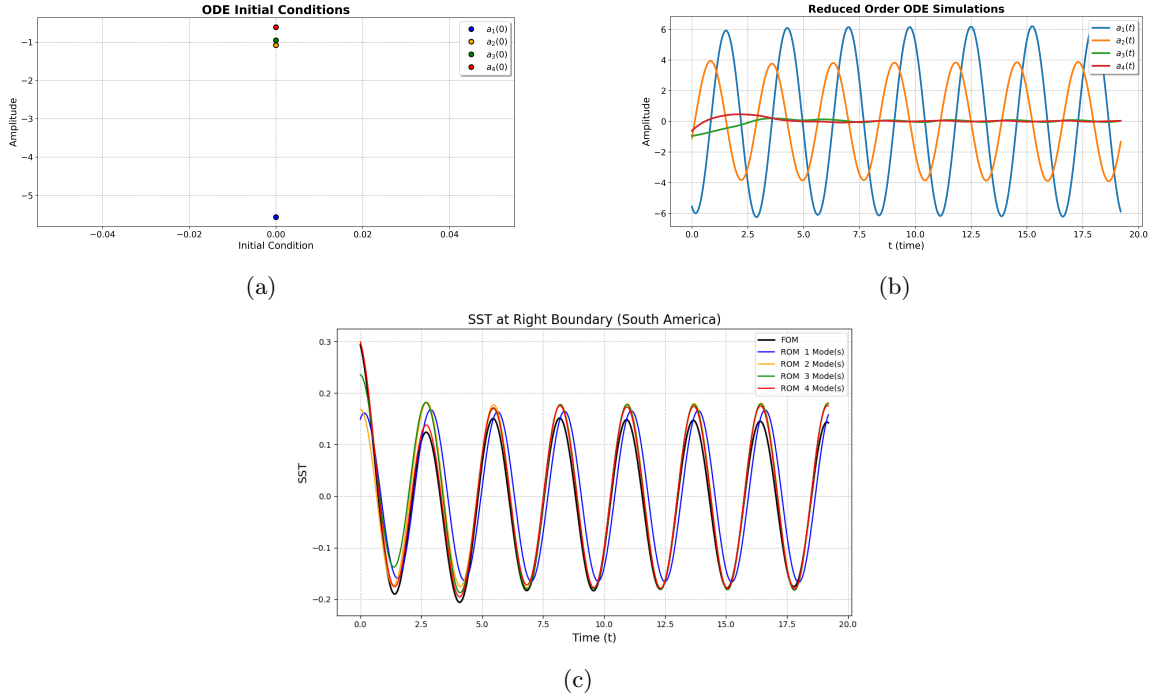 ODE Initial Conditions
Amplitude
−1
−2
−3
−4
−5
−0.04
−0.02
0.00
0.02
0.04
Initial Condition
a₁(0)
a₂(0)
a₃(0)
a₄(0)
(a)
Reduced Order ODE Simulations
Amplitude
6
4
2
0
−2
−4
−6
0.0
2.5
5.0
7.5
10.0
12.5
15.0
17.5
20.0
t (time)
a₁(t)
a₂(t)
a₃(t)
a₄(t)
(b)
SST at Right Boundary (South America)
SST
0.3
0.2
0.1
0.0
−0.1
−0.2
0.0
2.5
5.0
7.5
10.0
12.5
15.0
17.5
20.0
Time (t)
FOM
ROM 1 Mode(s)
ROM 2 Mode(s)
ROM 3 Mode(s)
ROM 4 Mode(s)
(c)